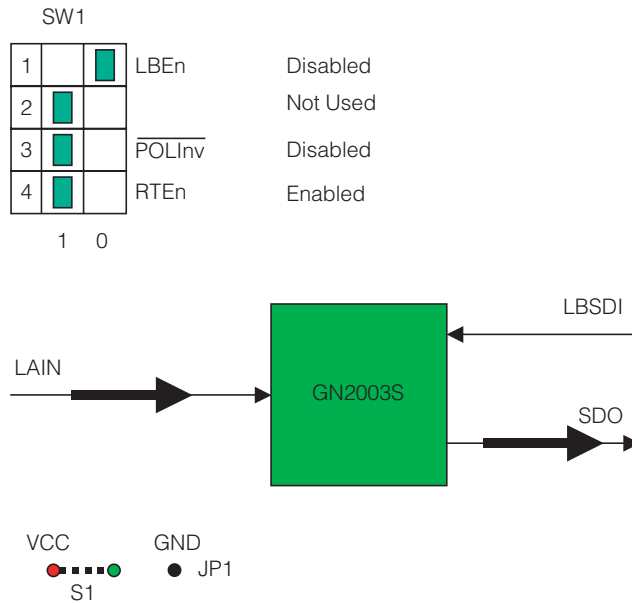 SW1
1 LBEn Disabled
2 Not Used
3 POLInv Disabled
4 RTEn Enabled
1 0
LBSDI
LAIN
GN2003S
SDO
VCC GND
JP1
S1